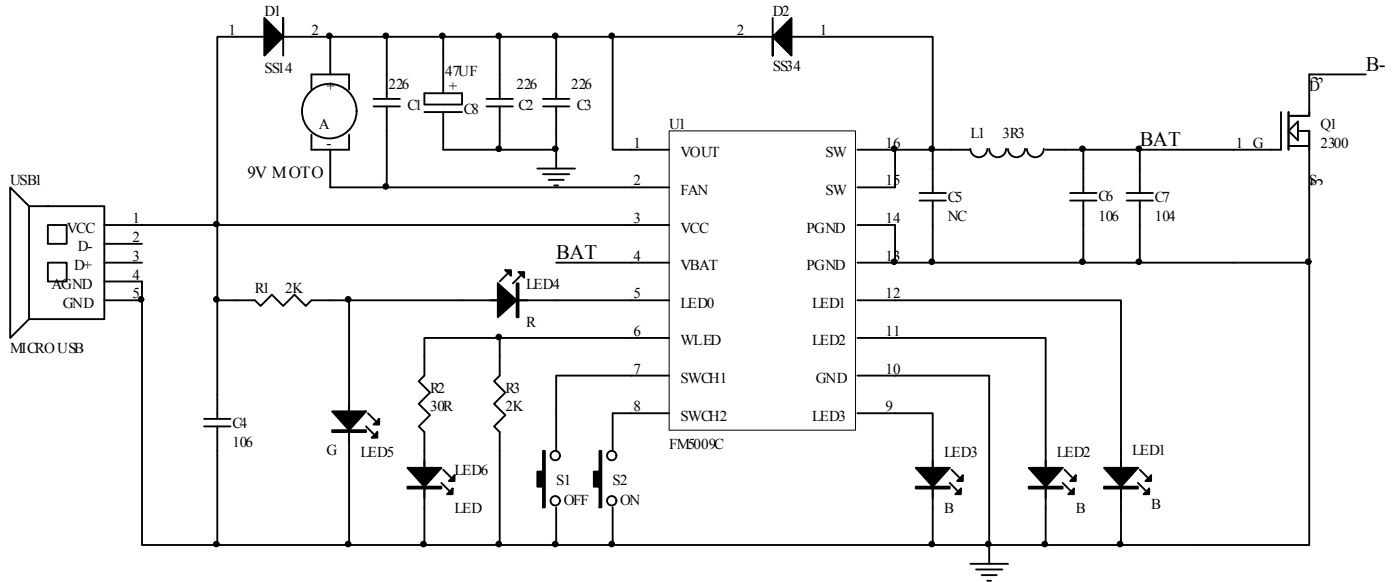 D1
D2
1
2
2
1
SS14
SS34
B-
D
3
226
47UF
226
226
+
+
C1
C8
C2
C3
A
-
9V MOTO
U1
L1
3R3
BAT
1
G
Q1
2300
S
1
VOUT
SW
16
2
FAN
SW
15
C5
NC
C6
106
C7
104
USB1
VCC
1
3
VCC
PGND
14
D-
2
D+
3
BAT
4
VBAT
PGND
13
AGND
4
GND
5
R1
2K
LED4
R
5
LED0
LED1
12
6
WLED
LED2
11
MICRO USB
R2
30R
R3
2K
7
SWCH1
GND
10
8
SWCH2
LED3
9
C4
106
FM5009C
G
LED5
LED6
LED
S1
OFF
S2
ON
LED3
B
LED2
B
LED1
B